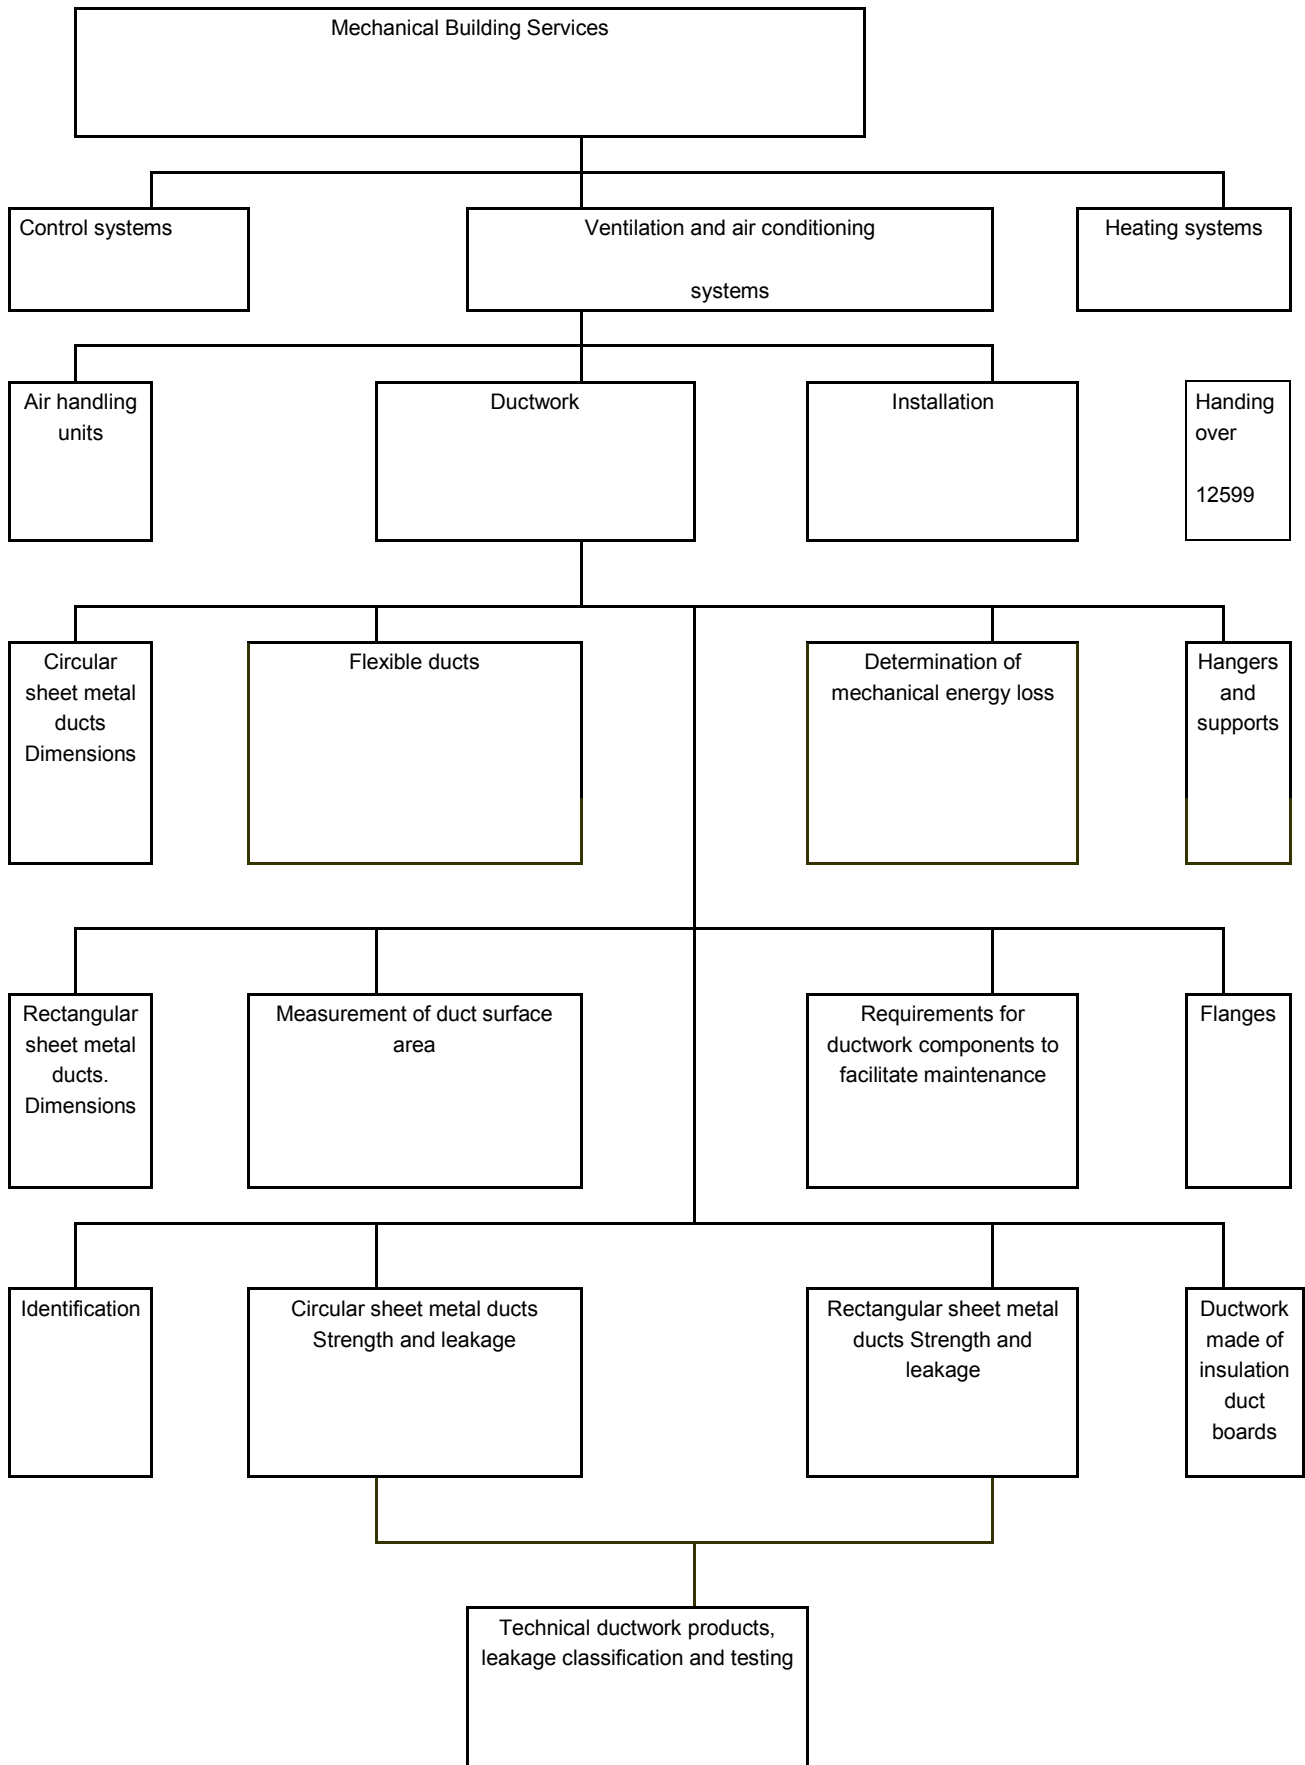 Mechanical Building Services
Control systems
Ventilation and air conditioning
systems
Heating systems
Air handling
units
Ductwork
Installation
Handing
over
12599
Circular
sheet metal
ducts
Dimensions
Flexible ducts
Determination of
mechanical energy loss
Hangers
and
supports
Rectangular
sheet metal
ducts.
Dimensions
Measurement of duct surface
area
Requirements for
ductwork components to
facilitate maintenance
Flanges
Identification
Circular sheet metal ducts
Strength and leakage
Rectangular sheet metal
ducts Strength and
leakage
Ductwork
made of
insulation
duct
boards
Technical ductwork products,
leakage classification and testing